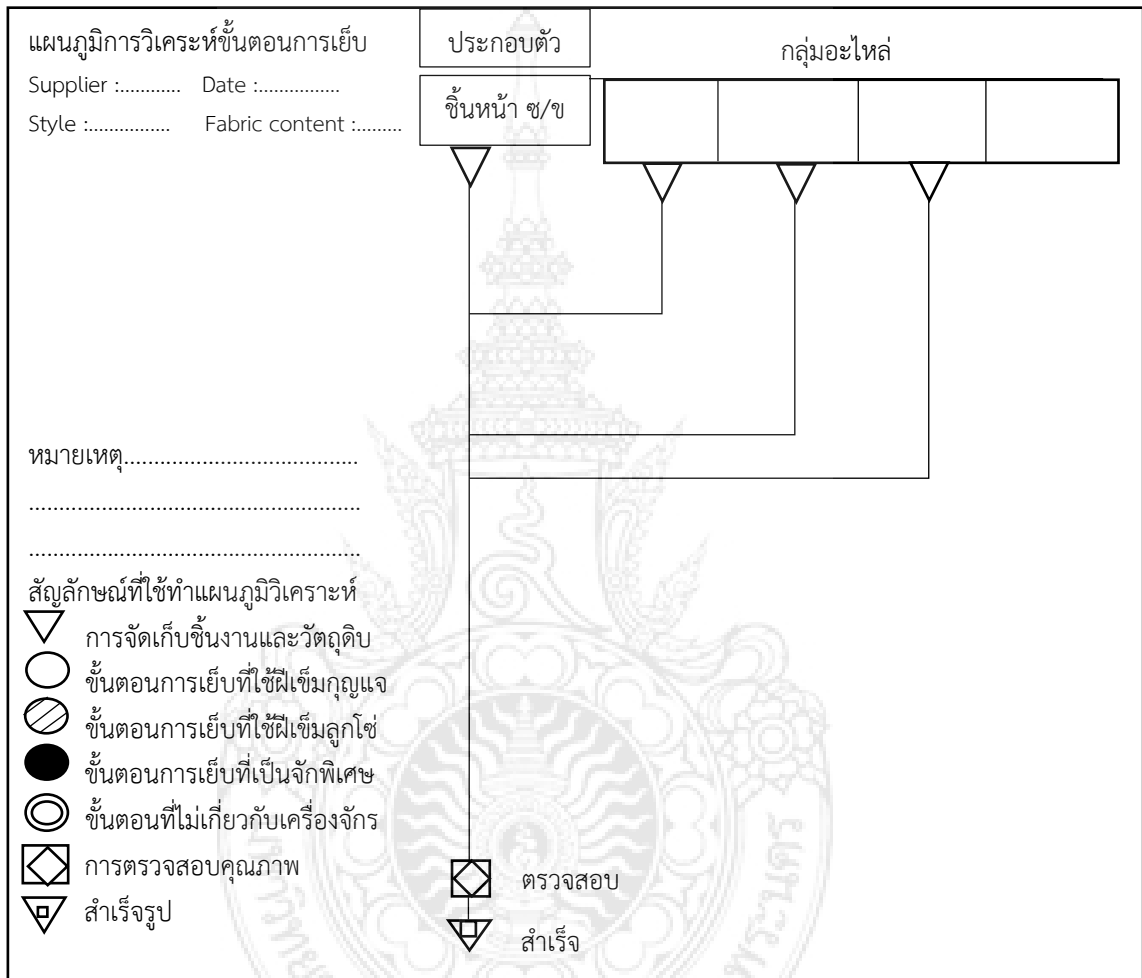 แผนภูมิการวิเคระห์ขั้นตอนการเย็บ
Supplier :............ Date :................
Style :................ Fabric content :.........
ประกอบตัว
ชิ้นหน้า ซ/ข
กลุ่มอะไหล่
หมายเหตุ.......................................
.......................................................
.......................................................
สัญลักษณ์ที่ใช้ทำแผนภูมิวิเคราะห์
การจัดเก็บชิ้นงานและวัตถุดิบ
ขั้นตอนการเย็บที่ใช้ฝีเข็มกุญแจ
ขั้นตอนการเย็บที่ใช้ฝีเข็มลูกโซ่
ขั้นตอนการเย็บที่เป็นจักพิเศษ
ขั้นตอนที่ไม่เกี่ยวกับเครื่องจักร
การตรวจสอบคุณภาพ
สำเร็จรูป
ตรวจสอบ
สำเร็จ